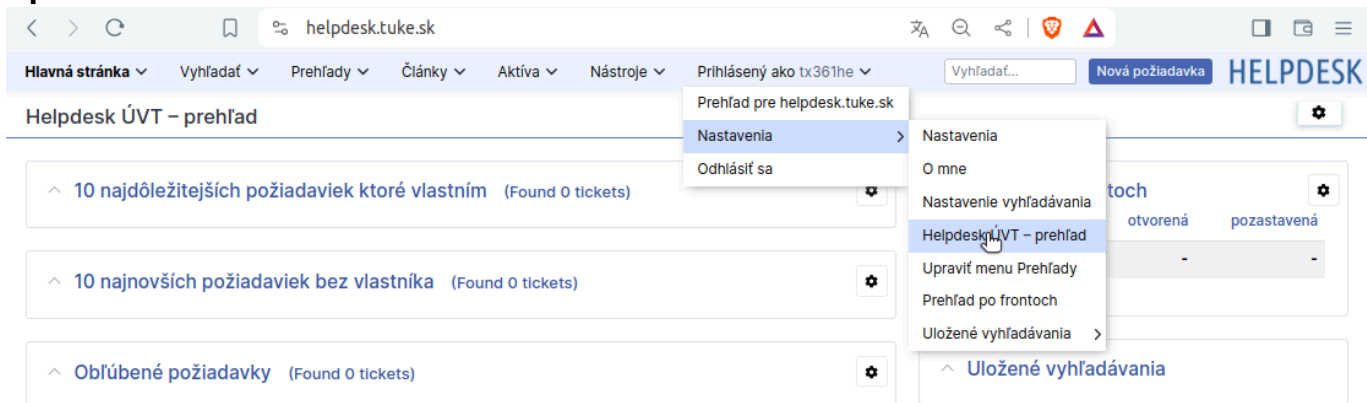 helpdesk.tuke.sk
Hlavná stránka Vyhľadať Prehľady Články Aktíva Nástroje Prihlásený ako tx361he Vyhľadať... Nová požiadavka HELPDESK
Helpdesk ÚVT – prehľad
Prehľad pre helpdesk.tuke.sk
Nastavenia
Odhlásiť sa
Nastavenia
O mne
Nastavenie vyhľadávania
Helpdesk ÚVT – prehľad
Upraviť menu Prehľady
Prehľad po frontoch
Uložené vyhľadávania
10 najdôležitejších požiadaviek ktoré vlastním (Found 0 tickets)
toch
otvorená pozastavená
- -
10 najnovších požiadaviek bez vlastníka (Found 0 tickets)
Obľúbené požiadavky (Found 0 tickets)
Uložené vyhľadávania